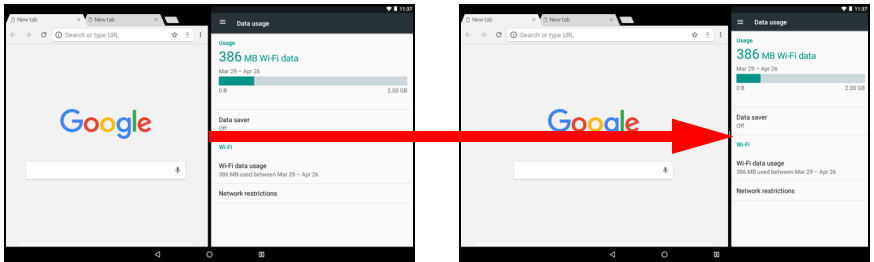 New tab
New tab
11:37
Data usage
Search or type URL
Usage
386 MB Wi-Fi data
Mar 29 – Apr 26
0 B
2.00 GB
Google
Data saver
Off
Wi-Fi
Wi-Fi data usage
386 MB used between Mar 29 – Apr 26
Network restrictions
New tab
New tab
11:37
Data usage
Search or type URL
Usage
386 MB Wi-Fi data
Mar 29 – Apr 26
0 B
2.00 GB
Google
Data saver
Off
Wi-Fi
Wi-Fi data usage
386 MB used between Mar 29 – Apr 26
Network restrictions